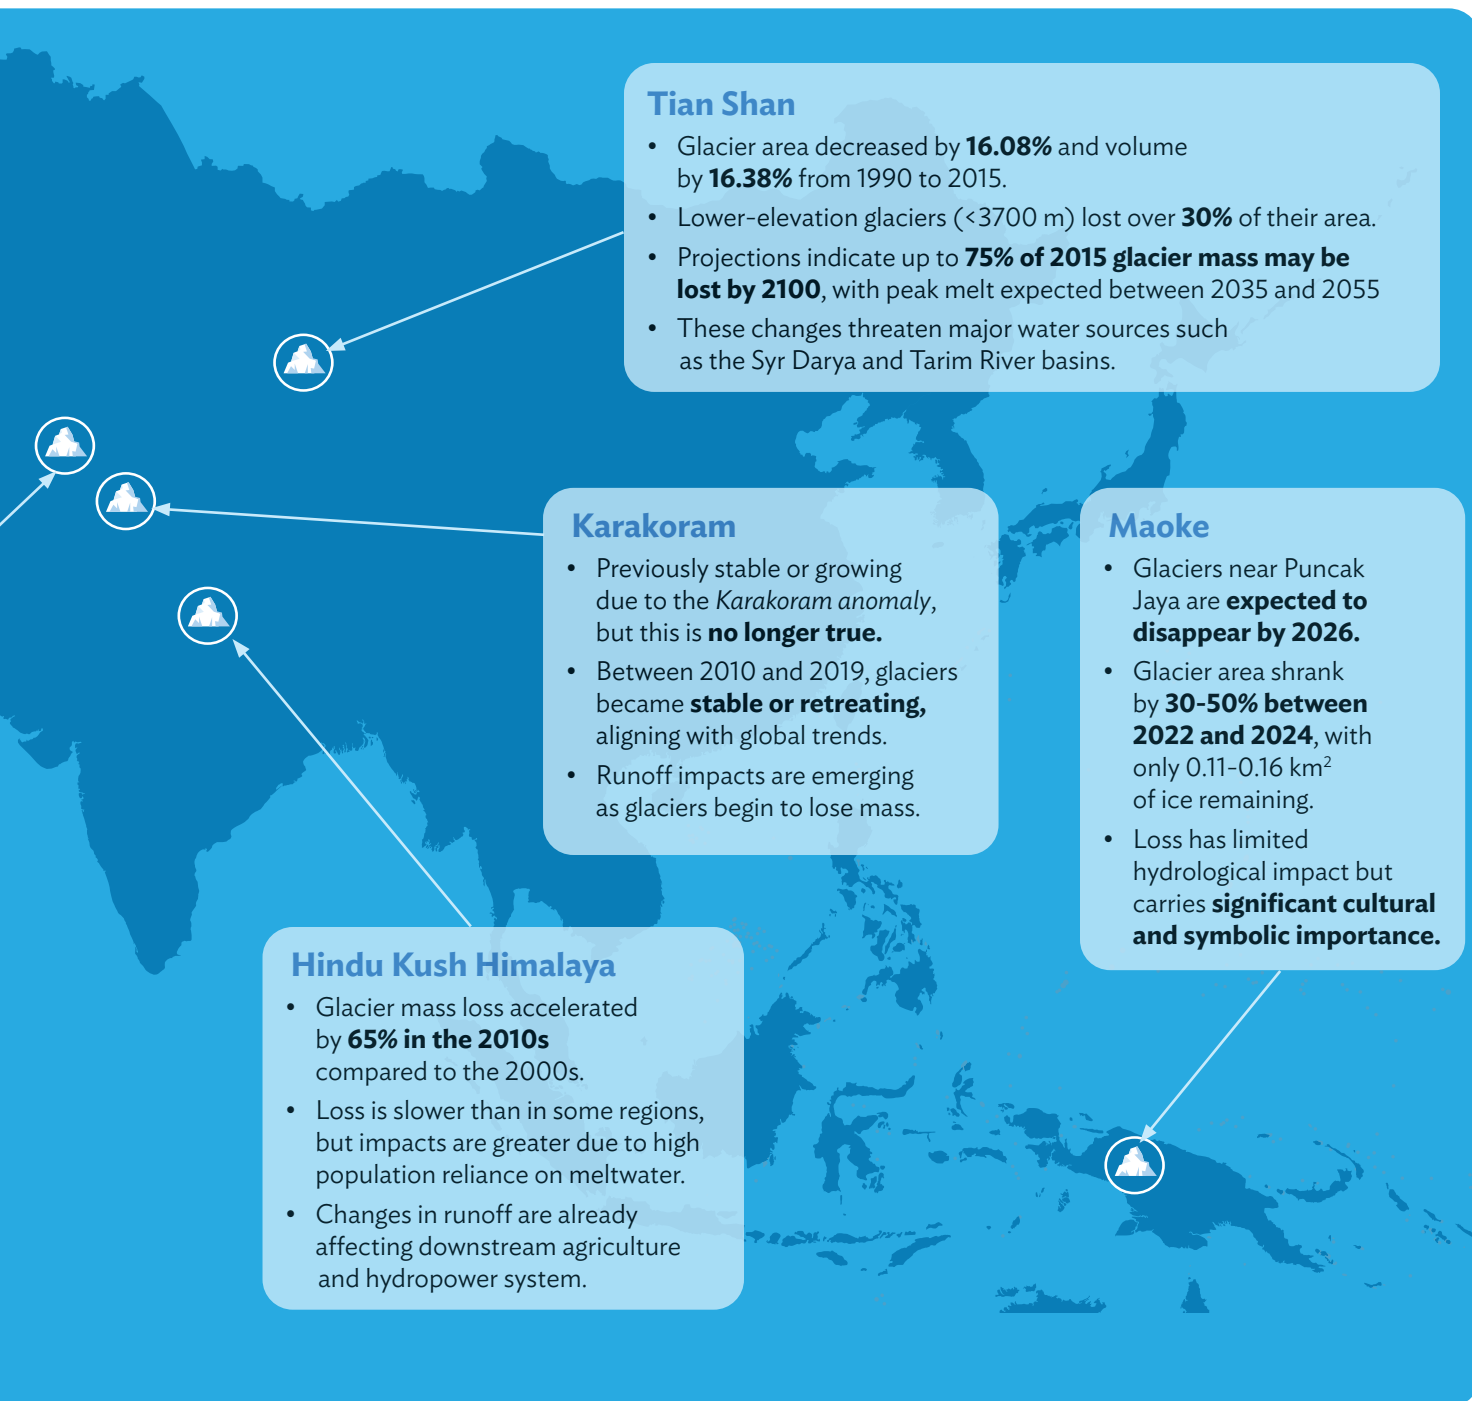 Tian Shan
• Glacier area decreased by 16.08% and volume
by 16.38% from 1990 to 2015.
• Lower-elevation glaciers (<3700 m) lost over 30% of their area.
• Projections indicate up to 75% of 2015 glacier mass may be
lost by 2100, with peak melt expected between 2035 and 2055
• These changes threaten major water sources such
as the Syr Darya and Tarim River basins.
Karakoram
• Previously stable or growing
due to the Karakoram anomaly,
but this is no longer true.
• Between 2010 and 2019, glaciers
became stable or retreating,
aligning with global trends.
• Runoff impacts are emerging
as glaciers begin to lose mass.
Maoke
• Glaciers near Puncak
Jaya are expected to
disappear by 2026.
• Glacier area shrank
by 30-50% between
2022 and 2024, with
only 0.11-0.16 km²
of ice remaining.
• Loss has limited
hydrological impact but
carries significant cultural
and symbolic importance.
Hindu Kush Himalaya
• Glacier mass loss accelerated
by 65% in the 2010s
compared to the 2000s.
• Loss is slower than in some regions,
but impacts are greater due to high
population reliance on meltwater.
• Changes in runoff are already
affecting downstream agriculture
and hydropower system.